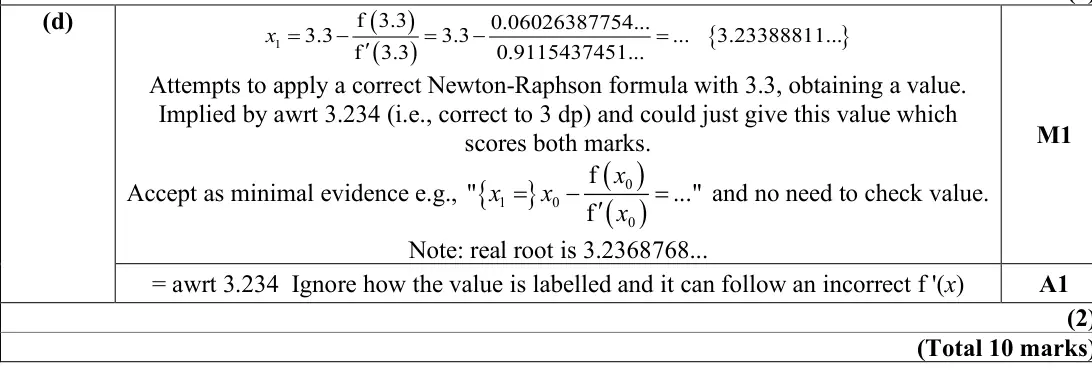 (d)
x₁ = 3.3 − f(3.3)/f′(3.3) = 3.3 − 0.06026387754.../0.9115437451... = ... {3.23388811...}
Attempts to apply a correct Newton-Raphson formula with 3.3, obtaining a value.
Implied by awrt 3.234 (i.e., correct to 3 dp) and could just give this value which
scores both marks.
M1
Accept as minimal evidence e.g., "{x₁ =} x₀ − f(x₀)/f′(x₀) = ..." and no need to check value.
Note: real root is 3.2368768...
= awrt 3.234 Ignore how the value is labelled and it can follow an incorrect f '(x)
A1
(2)
(Total 10 marks)